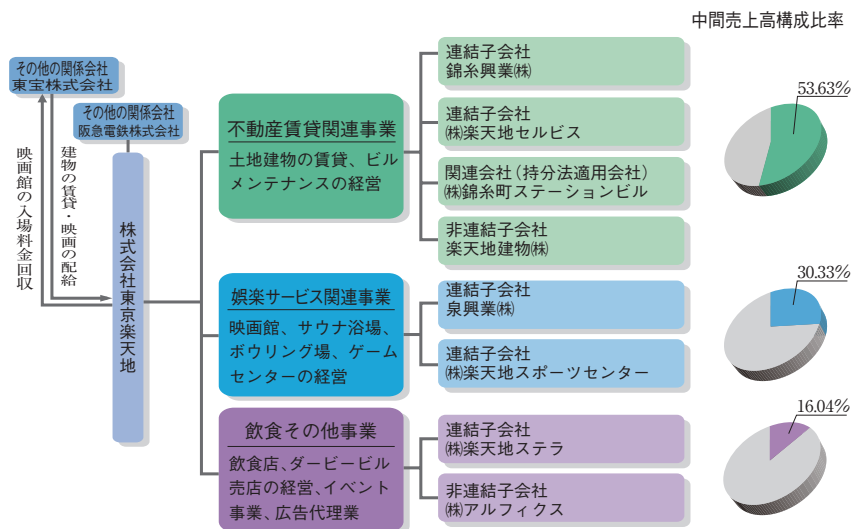 中間売上高構成比率
その他の関係会社
東宝株式会社
その他の関係会社
阪急電鉄株式会社
映画館の入場料金回収
建物の賃貸・映画の配給
株式会社東京楽天地
不動産賃貸関連事業
土地建物の賃貸、ビル
メンテナンスの経営
連結子会社
錦糸興業㈱
連結子会社
㈱楽天地セルビス
関連会社(持分法適用会社)
㈱錦糸町ステーションビル
非連結子会社
楽天地建物㈱
53.63%
娯楽サービス関連事業
映画館、サウナ浴場、
ボウリング場、ゲーム
センターの経営
連結子会社
泉興業㈱
連結子会社
㈱楽天地スポーツセンター
30.33%
飲食その他事業
飲食店、ダービービル
売店の経営、イベント
事業、広告代理業
連結子会社
㈱楽天地ステラ
非連結子会社
㈱アルフィクス
16.04%